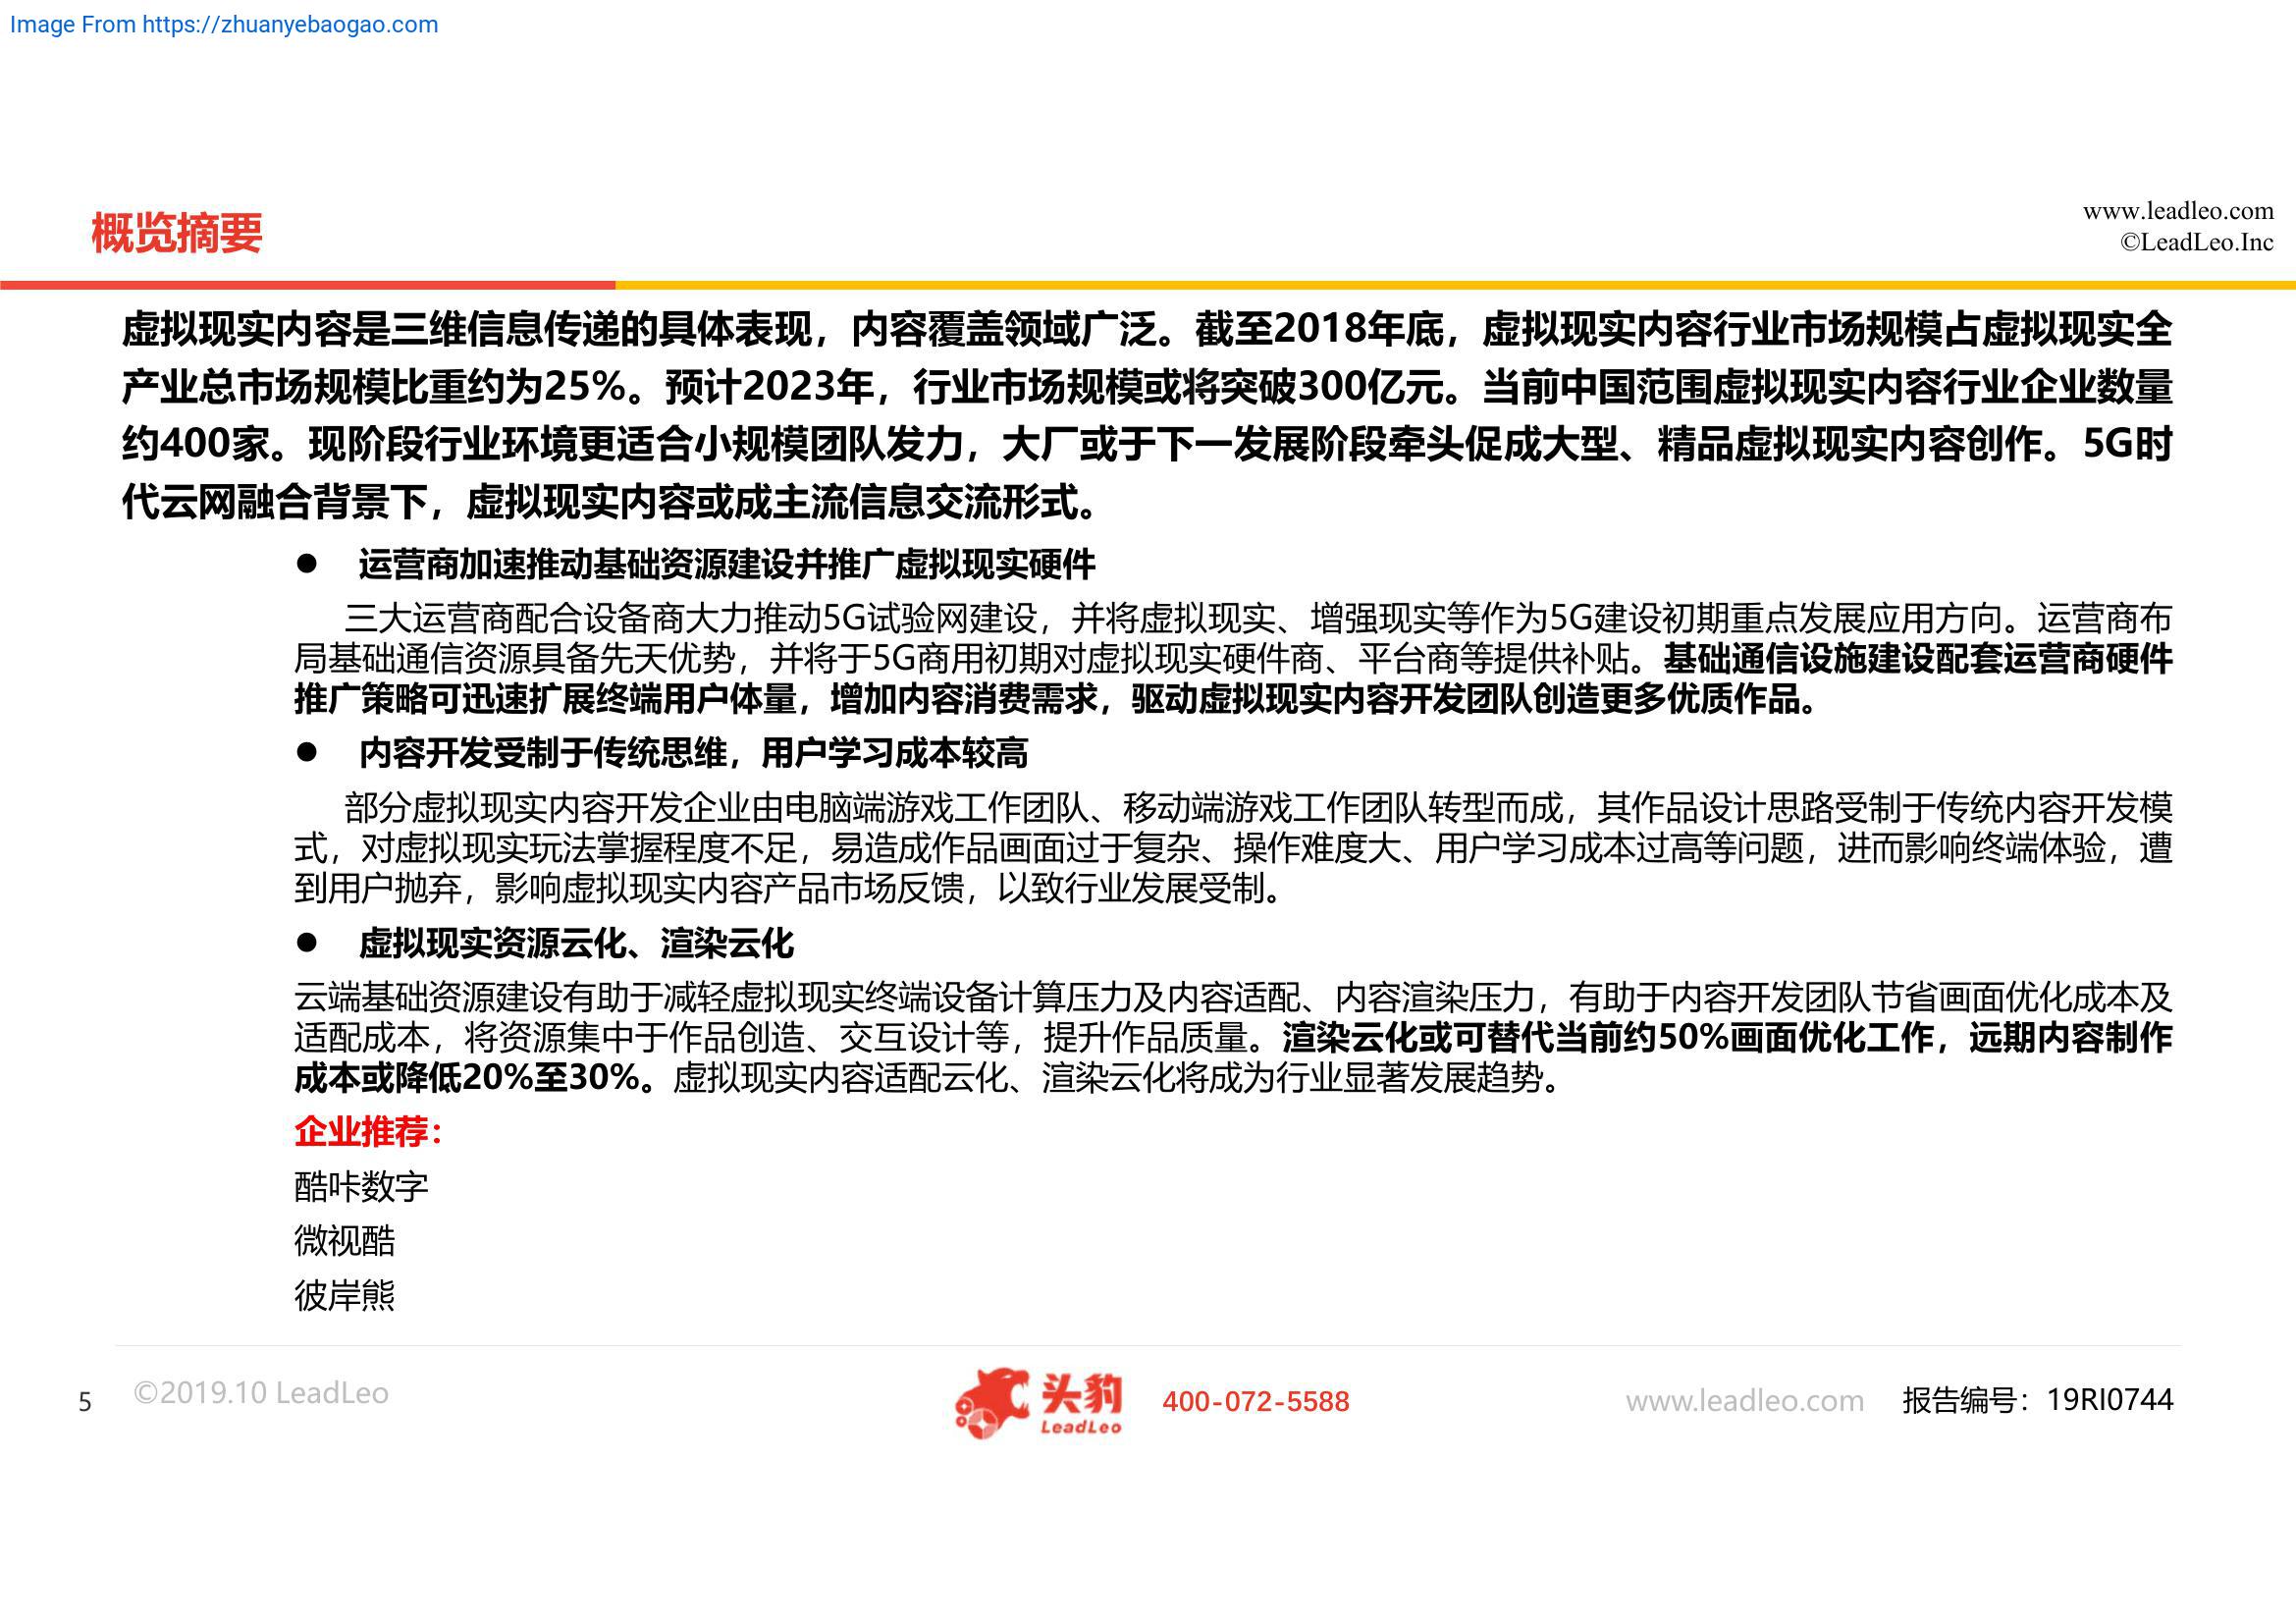 Image From https://zhuanyebaogao.com
概览摘要
www.leadleo.com
©LeadLeo.Inc
虚拟现实内容是三维信息传递的具体表现，内容覆盖领域广泛。截至2018年底，虚拟现实内容行业市场规模占虚拟现实全
产业总市场规模比重约为25%。预计2023年，行业市场规模或将突破300亿元。当前中国范围虚拟现实内容行业企业数量
约400家。现阶段行业环境更适合小规模团队发力，大厂或于下一发展阶段牵头促成大型、精品虚拟现实内容创作。5G时
代云网融合背景下，虚拟现实内容或成主流信息交流形式。
● 运营商加速推动基础资源建设并推广虚拟现实硬件
三大运营商配合设备商大力推动5G试验网建设，并将虚拟现实、增强现实等作为5G建设初期重点发展应用方向。运营商布
局基础通信资源具备先天优势，并将于5G商用初期对虚拟现实硬件商、平台商等提供补贴。基础通信设施建设配套运营商硬件
推广策略可迅速扩展终端用户体量，增加内容消费需求，驱动虚拟现实内容开发团队创造更多优质作品。
● 内容开发受制于传统思维，用户学习成本较高
部分虚拟现实内容开发企业由电脑端游戏工作团队、移动端游戏工作团队转型而成，其作品设计思路受制于传统内容开发模
式，对虚拟现实玩法掌握程度不足，易造成作品画面过于复杂、操作难度大、用户学习成本过高等问题，进而影响终端体验，遭
到用户抛弃，影响虚拟现实内容产品市场反馈，以致行业发展受制。
● 虚拟现实资源云化、渲染云化
云端基础资源建设有助于减轻虚拟现实终端设备计算压力及内容适配、内容渲染压力，有助于内容开发团队节省画面优化成本及
适配成本，将资源集中于作品创造、交互设计等，提升作品质量。渲染云化或可替代当前约50%画面优化工作，远期内容制作
成本或降低20%至30%。虚拟现实内容适配云化、渲染云化将成为行业显著发展趋势。
企业推荐：
酷咔数字
微视酷
彼岸熊
5
©2019.10 LeadLeo
头豹
LeadLeo
400-072-5588
www.leadleo.com
报告编号：19RI0744